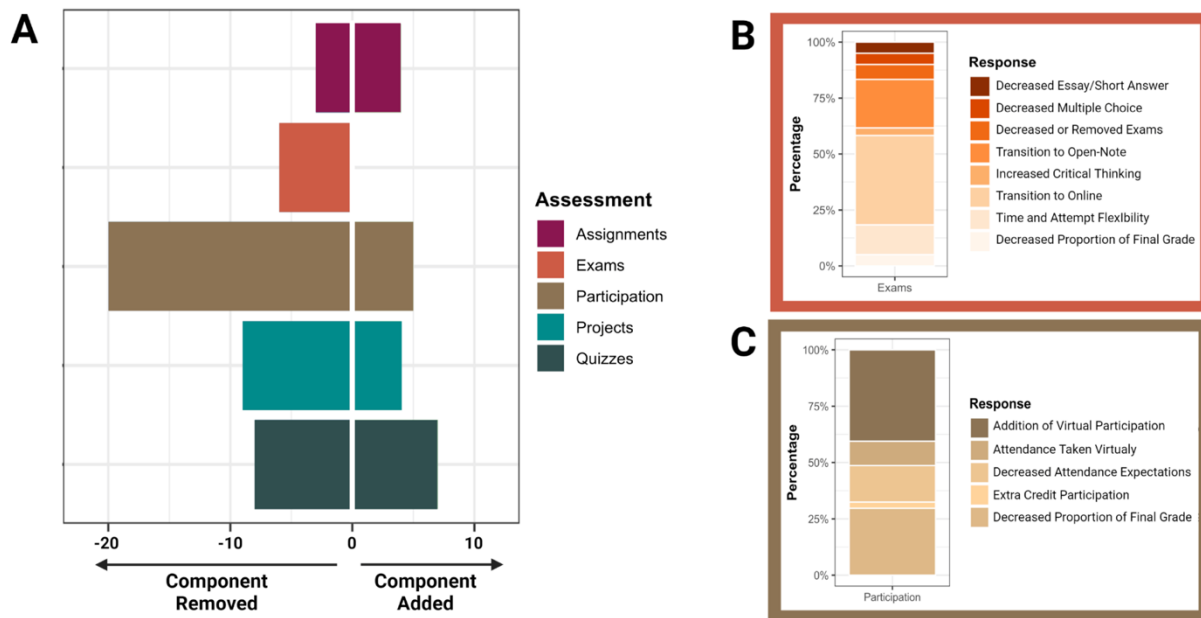 A
-20
-10
0
10
Component
Removed
Component
Added
Assessment
Assignments
Exams
Participation
Projects
Quizzes
B
Percentage
100%
75%
50%
25%
0%
Exams
Response
Decreased Essay/Short Answer
Decreased Multiple Choice
Decreased or Removed Exams
Transition to Open-Note
Increased Critical Thinking
Transition to Online
Time and Attempt FlexIbility
Decreased Proportion of Final Grade
C
Percentage
100%
75%
50%
25%
0%
Participation
Response
Addition of Virtual Participation
Attendance Taken Virtualy
Decreased Attendance Expectations
Extra Credit Participation
Decreased Proportion of Final Grade